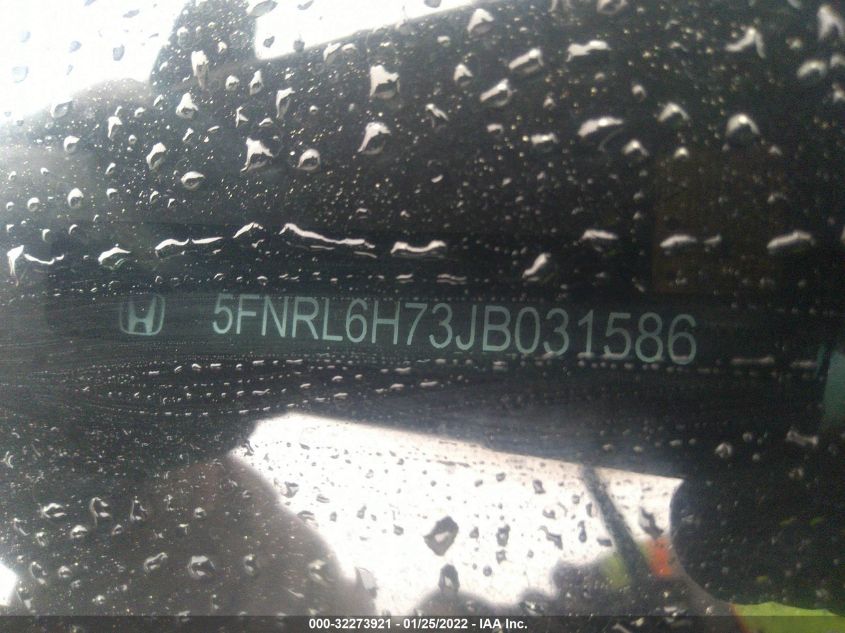 5FNRL6H73JB031586
000-32273921 - 01/25/2022 - IAA Inc.